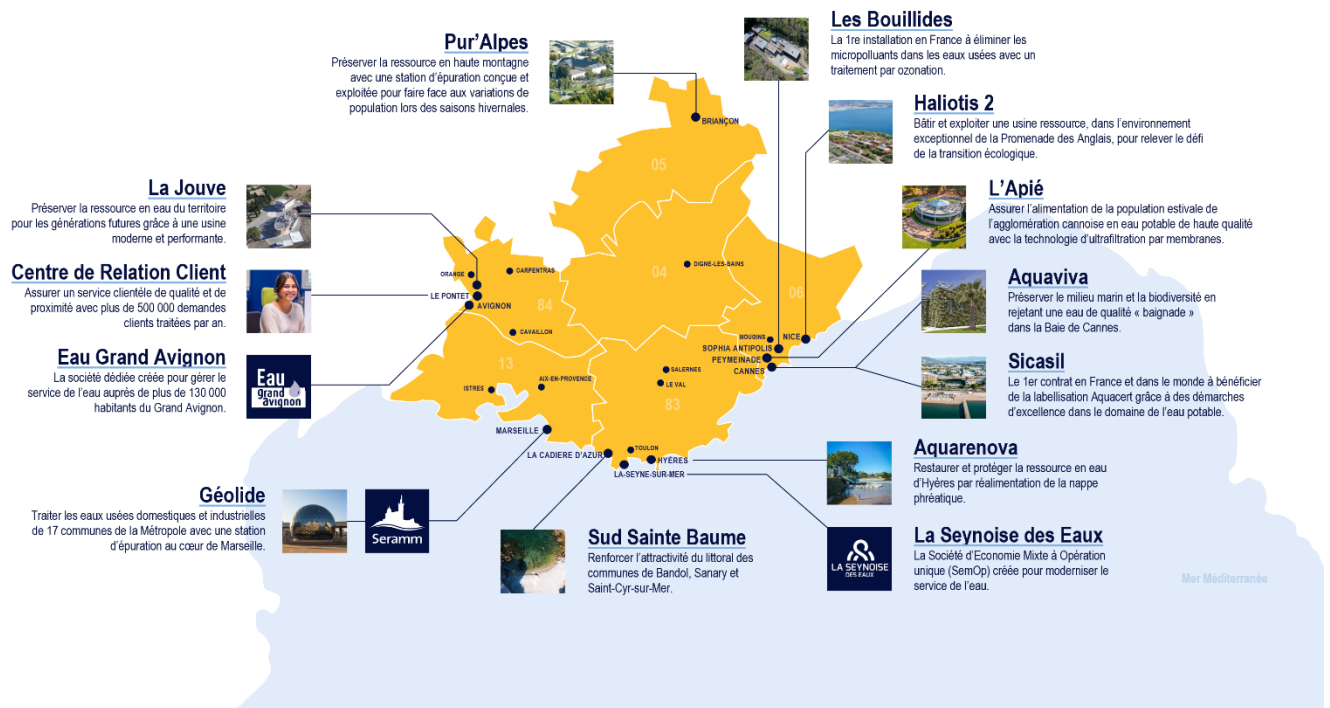 Pur’Alpes
Préserver la ressource en haute montagne
avec une station d’épuration conçue et
exploitée pour faire face aux variations de
population lors des saisons hivernales.
Les Bouillides
La 1re installation en France à éliminer les
micropolluants dans les eaux usées avec un
traitement par ozonation.
Haliotis 2
Bâtir et exploiter une usine ressource, dans l’environnement
exceptionnel de la Promenade des Anglais, pour relever le défi
de la transition écologique.
La Jouve
Préserver la ressource en eau du territoire
pour les générations futures grâce à une usine
moderne et performante.
L’Apié
Assurer l’alimentation de la population estivale de
l’agglomération cannoise en eau potable de haute qualité
avec la technologie d’ultrafiltration par membranes.
Centre de Relation Client
Assurer un service clientèle de qualité et de
proximité avec plus de 500 000 demandes
clients traitées par an.
Aquaviva
Préserver le milieu marin et la biodiversité en
rejetant une eau de qualité « baignade »
dans la Baie de Cannes.
Eau Grand Avignon
La société dédiée créée pour gérer le
service de l’eau auprès de plus de 130 000
habitants du Grand Avignon.
Eau
grand
avignon
Sicasil
Le 1er contrat en France et dans le monde à bénéficier
de la labellisation Aquacert grâce à des démarches
d’excellence dans le domaine de l’eau potable.
BRIANÇON
05
04
DIGNE-LES-BAINS
06
ORANGE
CARPENTRAS
LE PONTET
84
AVIGNON
CAVAILLON
MOUGINS
NICE
SOPHIA ANTIPOLIS
PEYMEINADE
CANNES
13
SALERNES
AIX-EN-PROVENCE
LE VAL
ISTRES
83
MARSEILLE
TOULON
LA CADIERE D’AZUR
HYÈRES
LA-SEYNE-SUR-MER
Aquarenova
Restaurer et protéger la ressource en eau
d’Hyères par réalimentation de la nappe
phréatique.
Géolide
Traiter les eaux usées domestiques et industrielles
de 17 communes de la Métropole avec une station
d’épuration au cœur de Marseille.
Seramm
Sud Sainte Baume
Renforcer l’attractivité du littoral des
communes de Bandol, Sanary et
Saint-Cyr-sur-Mer.
LA SEYNOISE
DES EAUX
La Seynoise des Eaux
La Société d’Economie Mixte à Opération
unique (SemOp) créée pour moderniser le
service de l’eau.
Mer Méditerranée